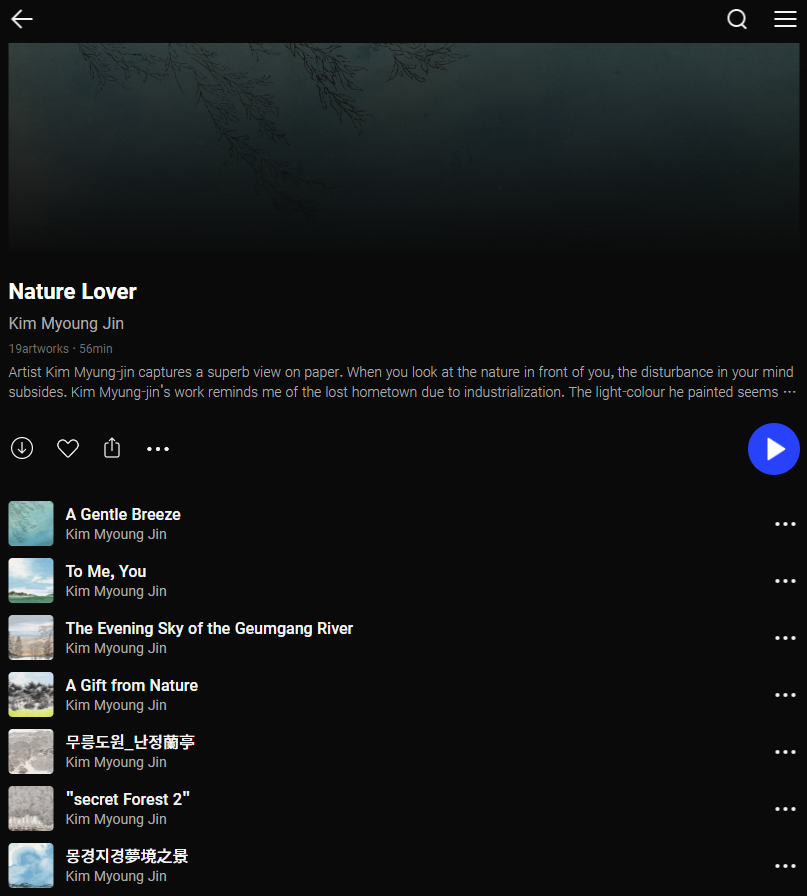 Nature Lover
Kim Myoung Jin
19artworks · 56min
Artist Kim Myung-jin captures a superb view on paper. When you look at the nature in front of you, the disturbance in your mind
subsides. Kim Myung-jin's work reminds me of the lost hometown due to industrialization. The light-colour he painted seems ⋯
A Gentle Breeze
Kim Myoung Jin
To Me, You
Kim Myoung Jin
The Evening Sky of the Geumgang River
Kim Myoung Jin
A Gift from Nature
Kim Myoung Jin
무릉도원_난정蘭亭
Kim Myoung Jin
"secret Forest 2"
Kim Myoung Jin
몽경지경夢境之景
Kim Myoung Jin